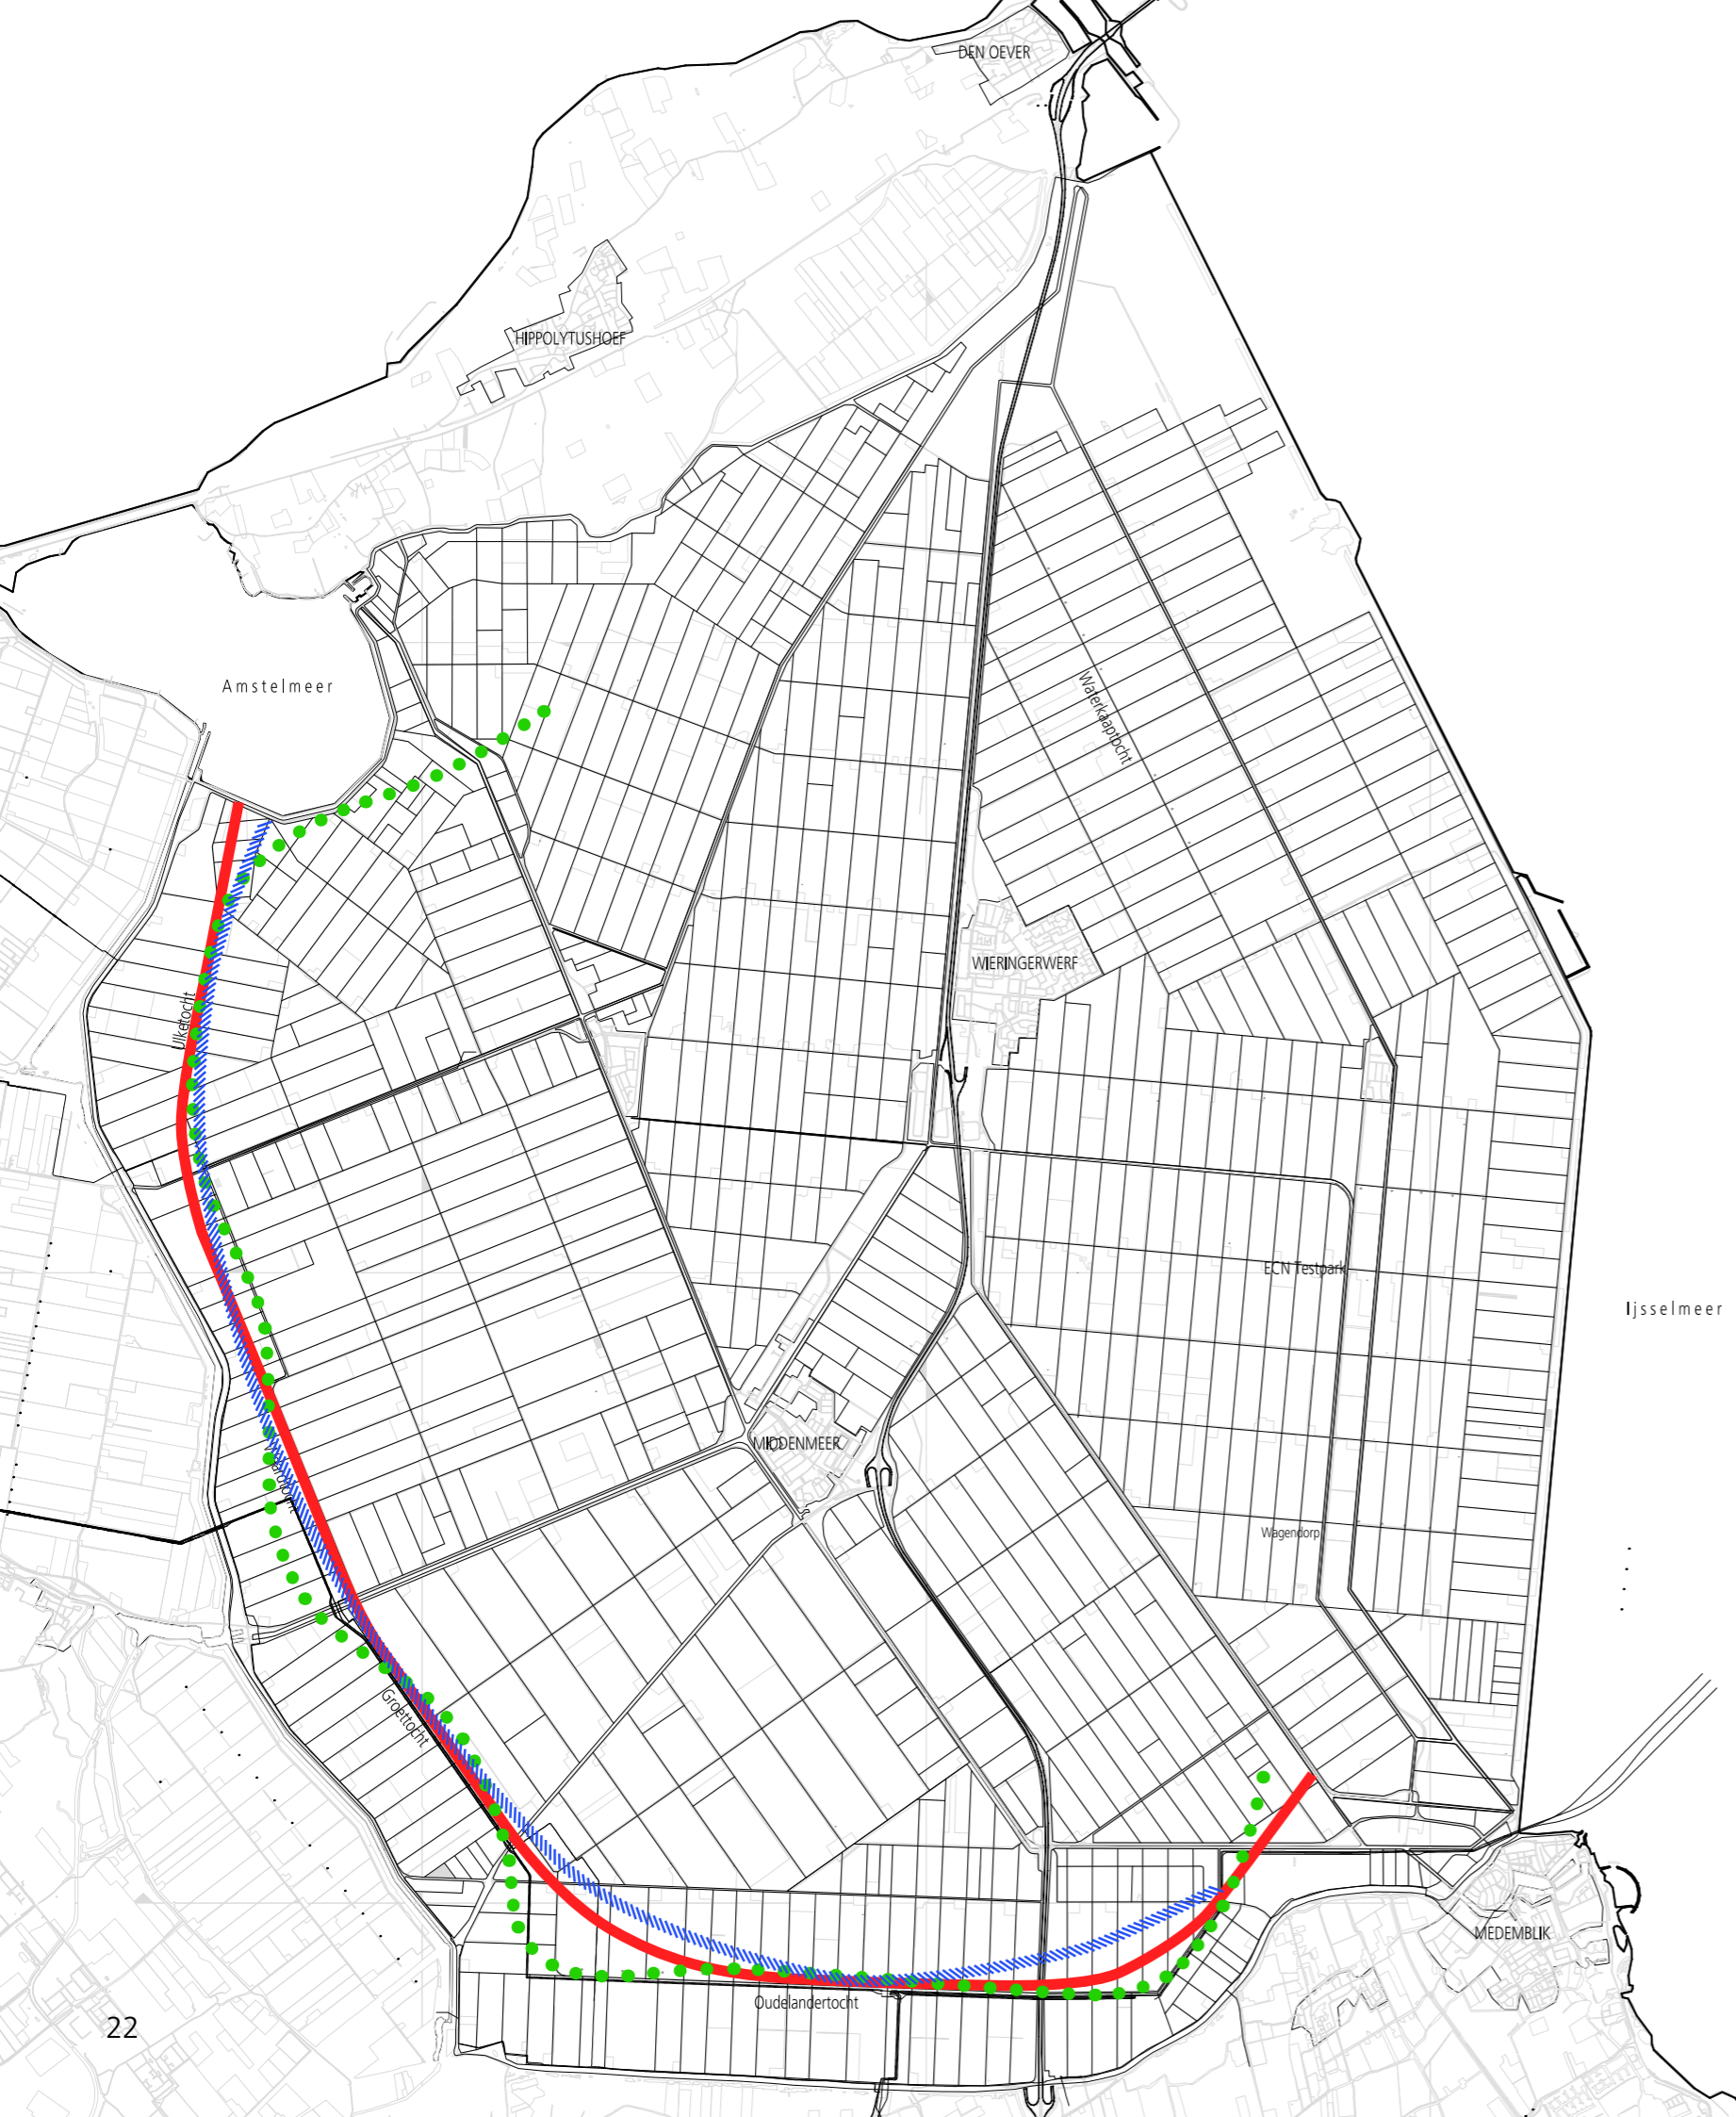 DEN OEVER
HIPPOLYTUSHOEF
Amstelmeer
Waterkaaptocht
WIERINGERWERF
Ulketocht
ECN Testpark
Ijsselmeer
MIDDENMEER
Wagendorp
Groettocht
MEDEMBLIK
Oudelandertocht
22